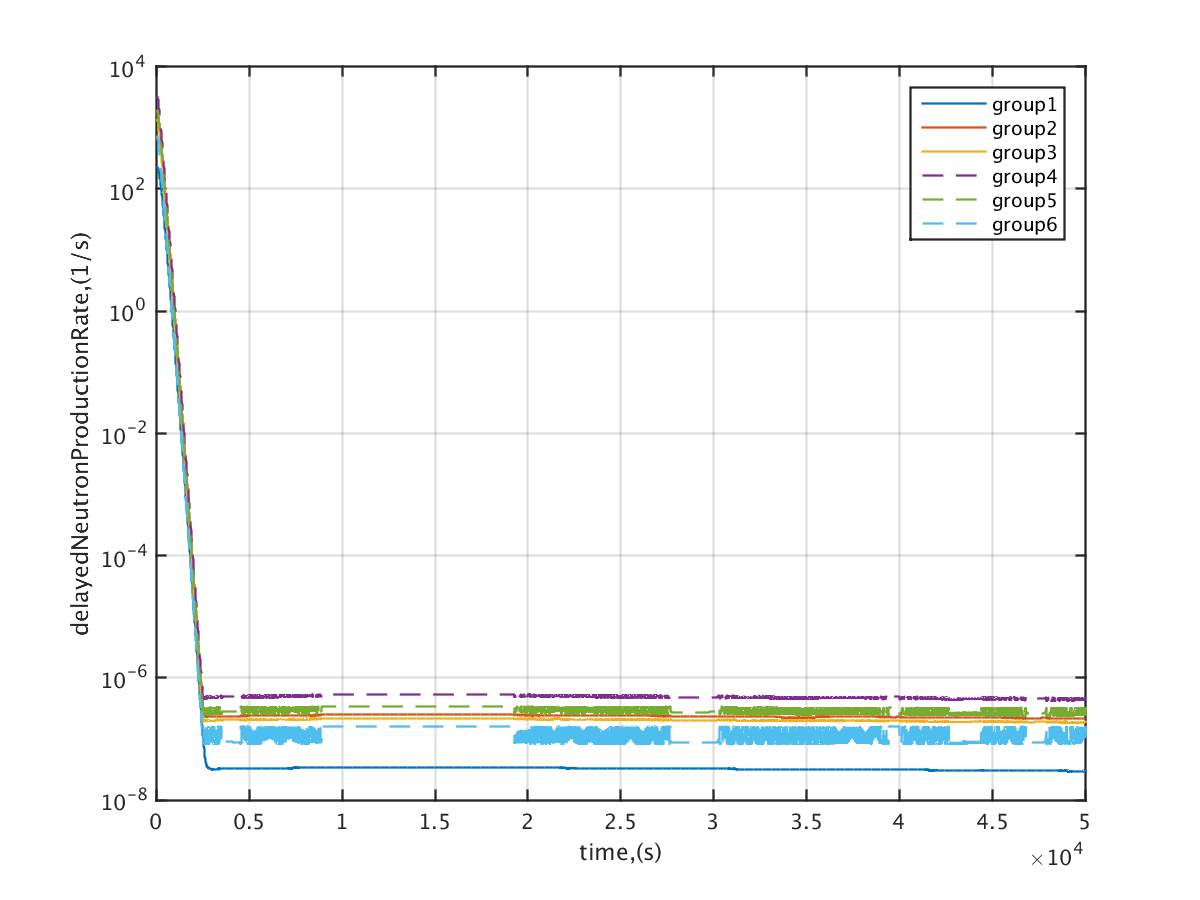 10^4
10^2
10^0
10^-2
10^-4
10^-6
10^-8
delayedNeutronProductionRate,(1/s)
group1
group2
group3
group4
group5
group6
0 0.5 1 1.5 2 2.5 3 3.5 4 4.5 5
time,(s)
×10^4